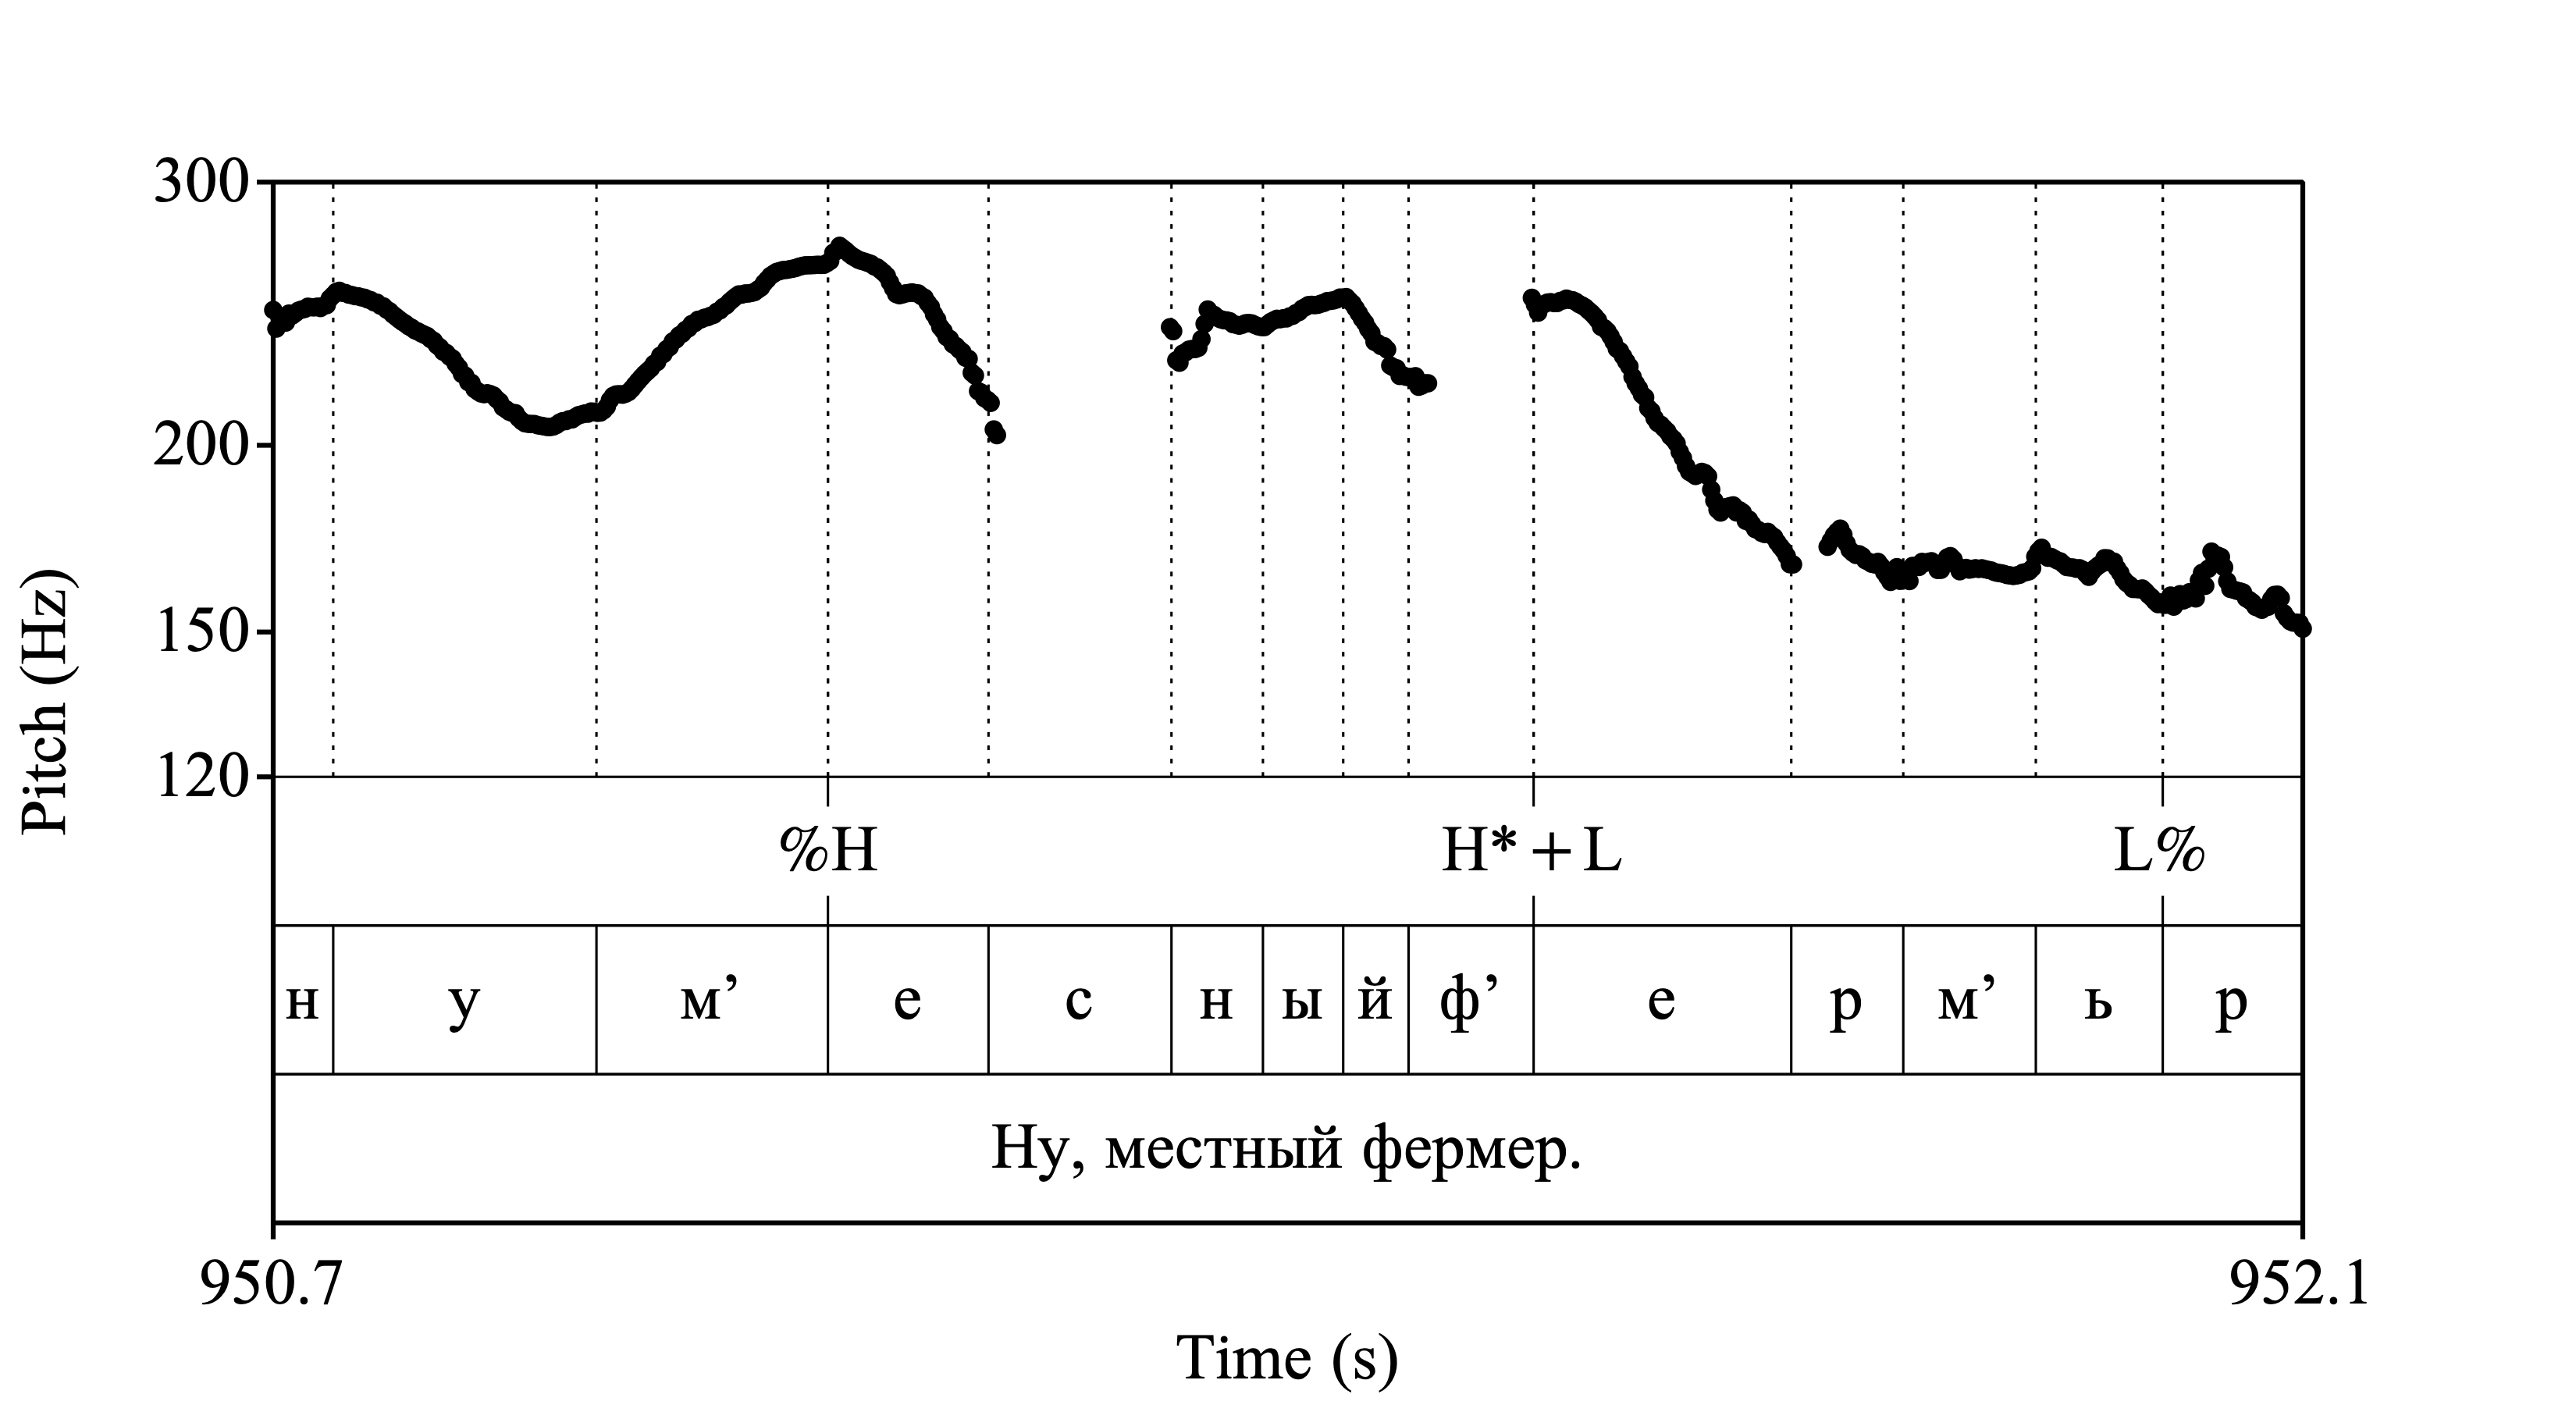 300
200
150
120
Pitch (Hz)
%H H*+L L%
н у м’ е с н ы й ф’ е р м’ ь р
Ну, местный фермер.
950.7 952.1
Time (s)